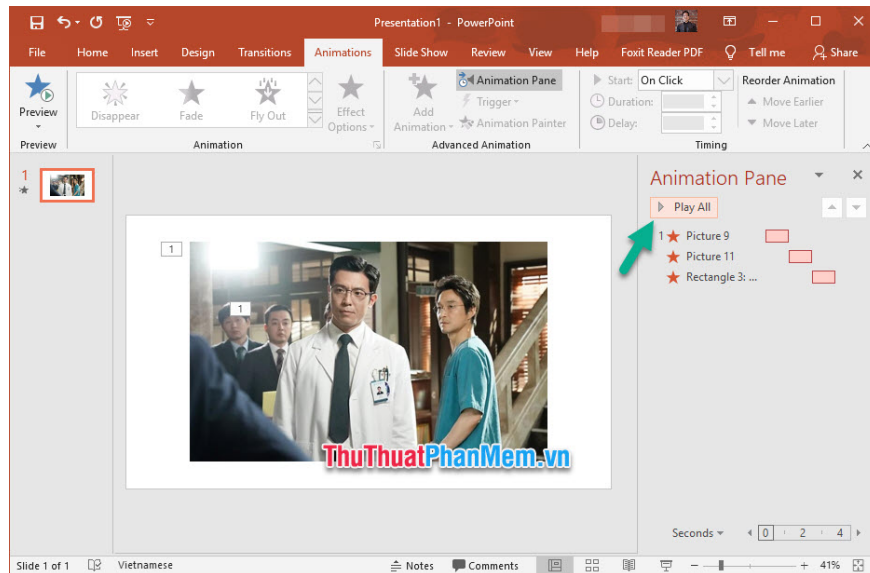 Presentation1 - PowerPoint
File Home Insert Design Transitions Animations Slide Show Review View Help Foxit Reader PDF Tell me Share
Preview
Disappear Fade Fly Out
Effect Options
Add Animation
Animation Pane
Trigger
Animation Painter
Start: On Click
Duration:
Delay:
Reorder Animation
Move Earlier
Move Later
Preview Animation Advanced Animation Timing
1
1
1
ThuThuatPhanMem.vn
Animation Pane
Play All
1 Picture 9
Picture 11
Rectangle 3: ...
Seconds 0 2 4
Slide 1 of 1 Vietnamese Notes Comments 41%